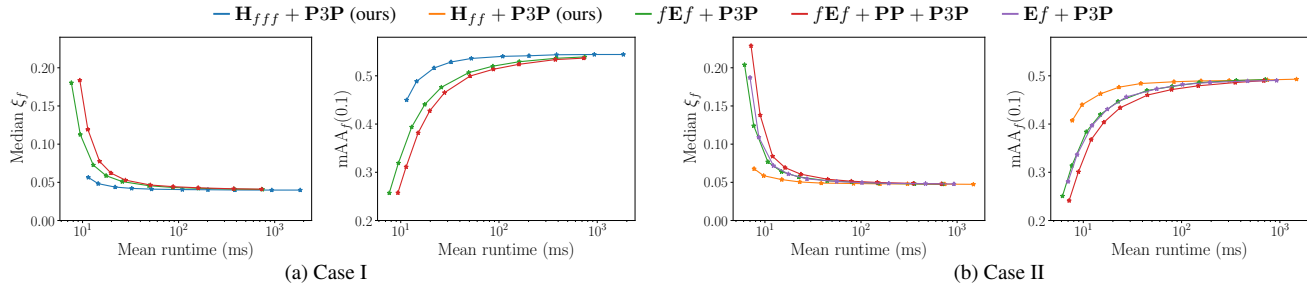 H_fff + P3P (ours) H_ff + P3P (ours) fEf + P3P fEf + PP + P3P Ef + P3P
Median ξ_f
0.20
0.15
0.10
0.05
0.00
10^1 10^2 10^3
Mean runtime (ms)
mAA_f(0.1)
0.5
0.4
0.3
0.2
10^1 10^2 10^3
Mean runtime (ms)
(a) Case I
Median ξ_f
0.20
0.15
0.10
0.05
0.00
10^1 10^2 10^3
Mean runtime (ms)
mAA_f(0.1)
0.5
0.4
0.3
0.2
10^1 10^2 10^3
Mean runtime (ms)
(b) Case II